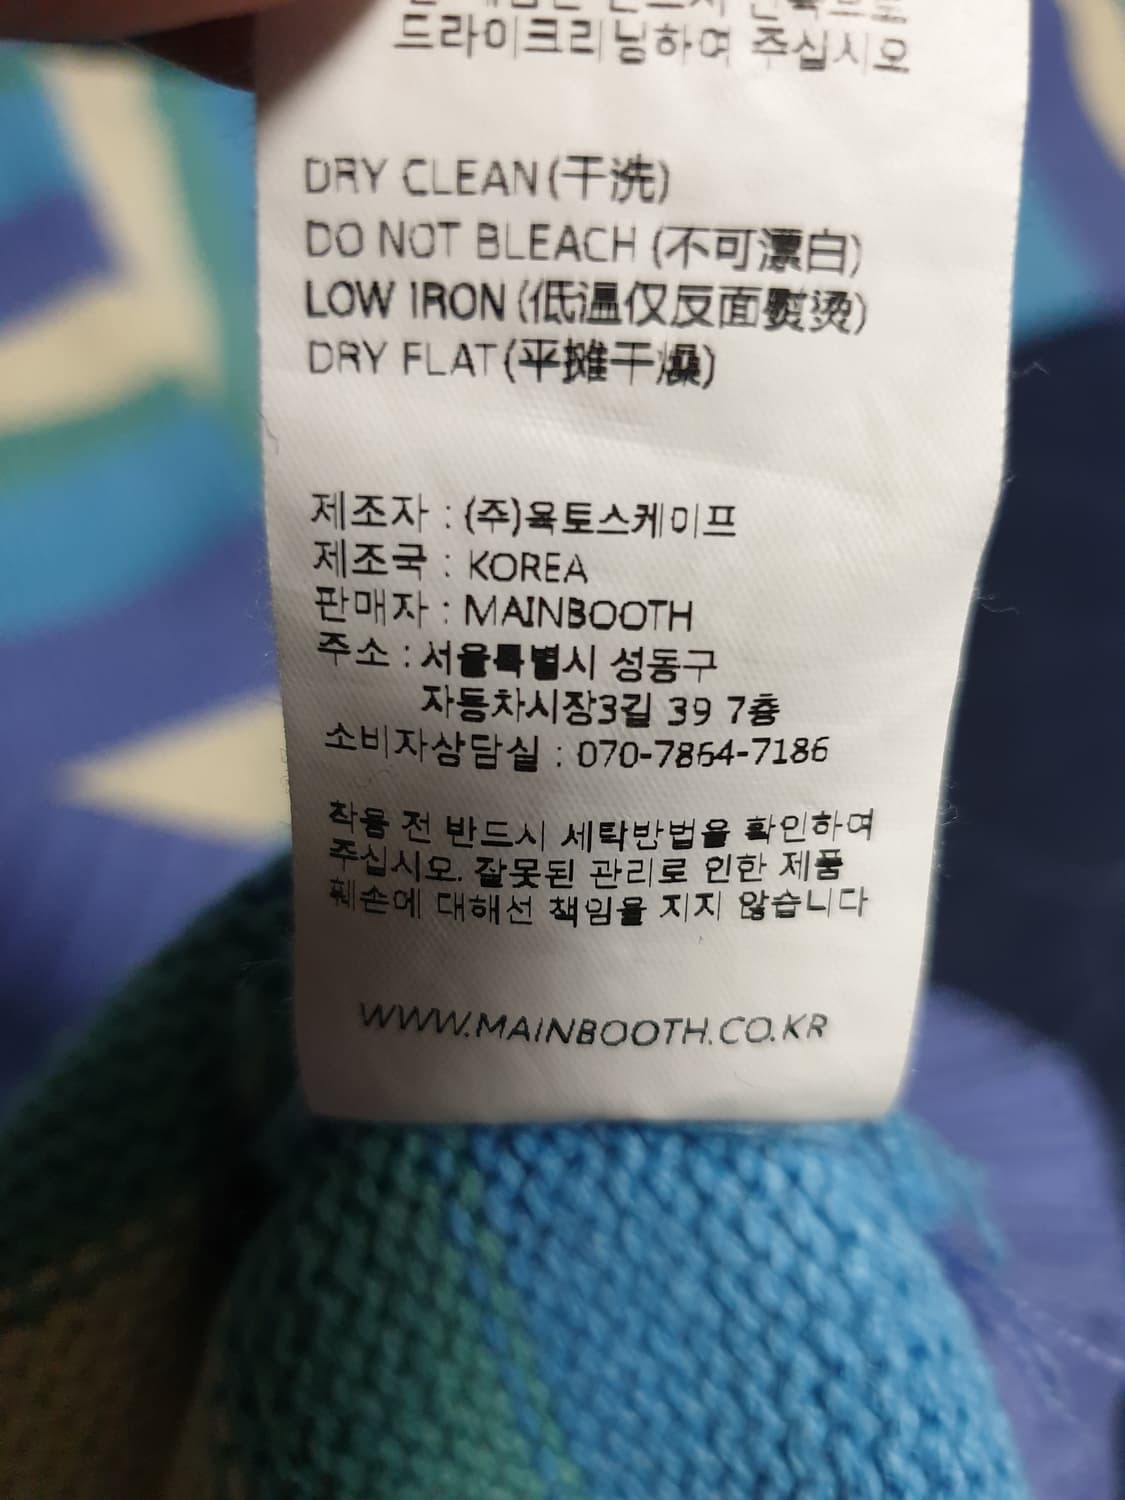 드라이크리닝하여 주십시오
DRY CLEAN (干洗)
DO NOT BLEACH (不可漂白)
LOW IRON (低温仅反面熨烫)
DRY FLAT (平摊干燥)
제조자 : (주)육토스케이프
제조국 : KOREA
판매자 : MAINBOOTH
주소 : 서울특별시 성동구
자동차시장3길 39 7층
소비자상담실 : 070-7864-7186
착용 전 반드시 세탁방법을 확인하여
주십시오. 잘못된 관리로 인한 제품
훼손에 대해선 책임을 지지 않습니다
WWW.MAINBOOTH.CO.KR